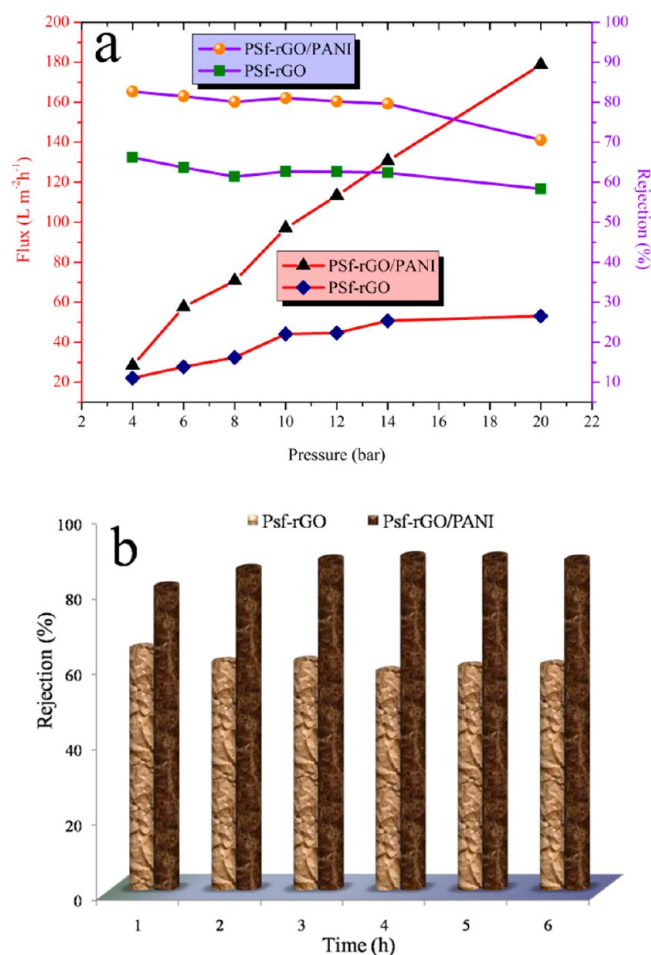 a
PSf-rGO/PANI
PSf-rGO
PSf-rGO/PANI
PSf-rGO
Flux (L m⁻²h⁻¹)
200
180
160
140
120
100
80
60
40
20
Rejection (%)
100
90
80
70
60
50
40
30
20
10
2 4 6 8 10 12 14 16 18 20 22
Pressure (bar)
b
Psf-rGO Psf-rGO/PANI
Rejection (%)
100
80
60
40
20
0
1 2 3 4 5 6
Time (h)